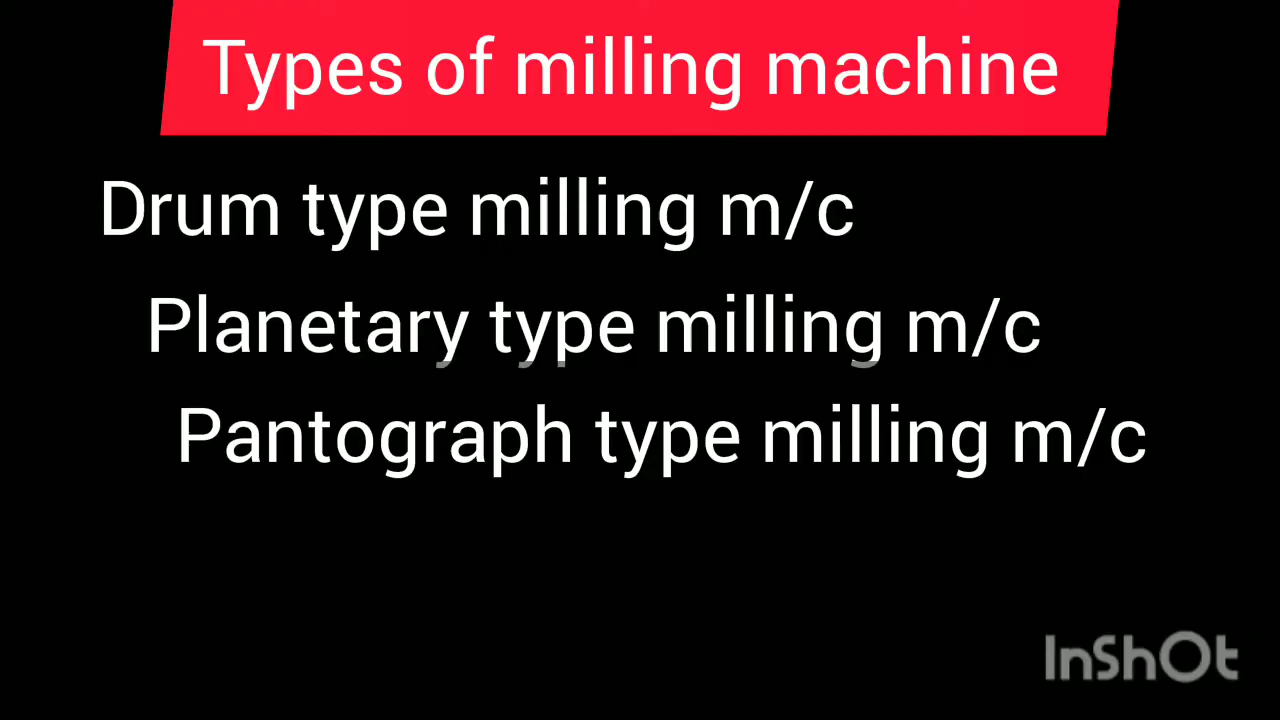 Types of milling machine
Drum type milling m/c
Planetary type milling m/c
Pantograph type milling m/c
InShOt